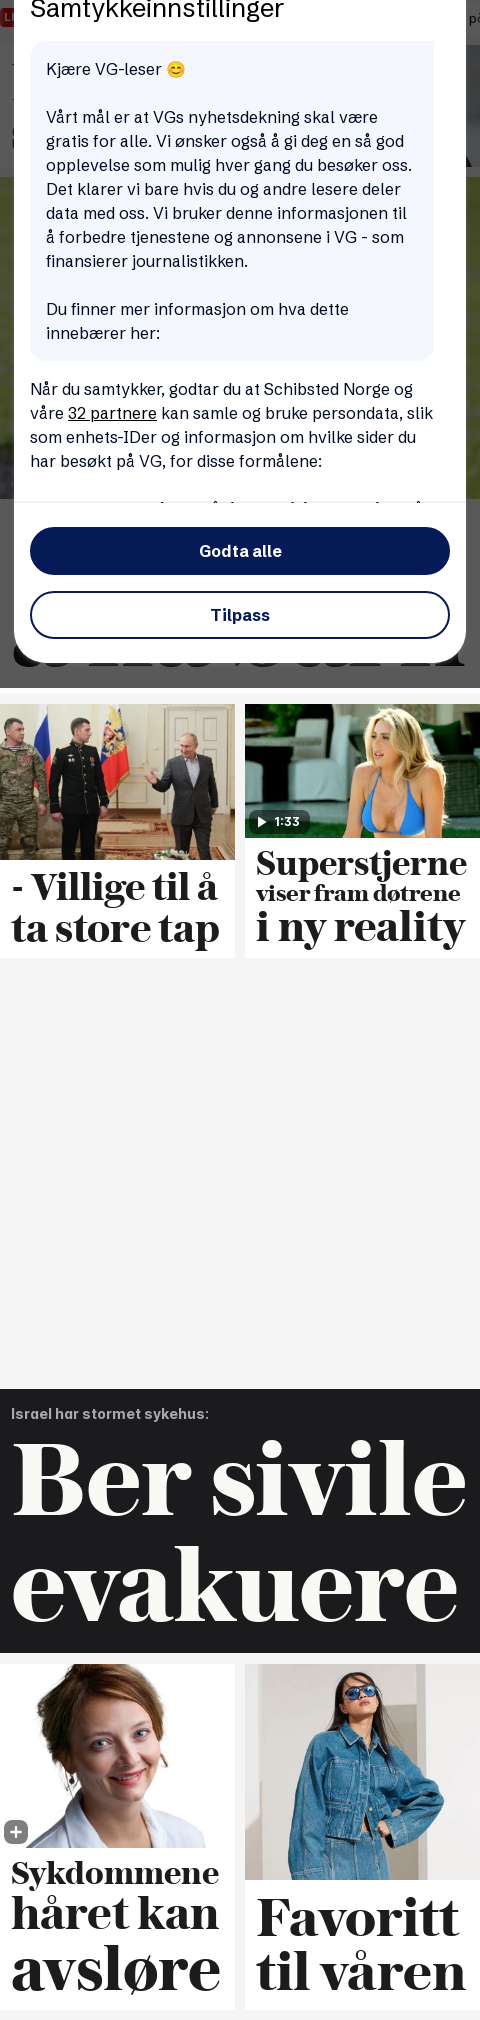 Samtykkeinnstillinger
Kjære VG-leser 😊
Vårt mål er at VGs nyhetsdekning skal være
gratis for alle. Vi ønsker også å gi deg en så god
opplevelse som mulig hver gang du besøker oss.
Det klarer vi bare hvis du og andre lesere deler
data med oss. Vi bruker denne informasjonen til
å forbedre tjenestene og annonsene i VG - som
finansierer journalistikken.
Du finner mer informasjon om hva dette
innebærer her:
Når du samtykker, godtar du at Schibsted Norge og
våre 32 partnere kan samle og bruke persondata, slik
som enhets-IDer og informasjon om hvilke sider du
har besøkt på VG, for disse formålene:
Godta alle
Tilpass
- Villige til å
ta store tap
1:33
Superstjerne
viser fram døtrene
i ny reality
Israel har stormet sykehus:
Ber sivile
evakuere
Sykdommene
håret kan
avsløre
Favoritt
til våren